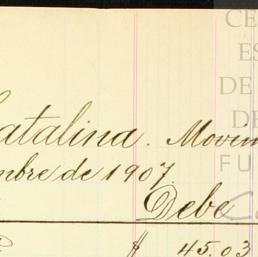 CE
ES
DE
DE
FU
Catalina. Movim
mbre de 1907.
Debe
$ 45.03